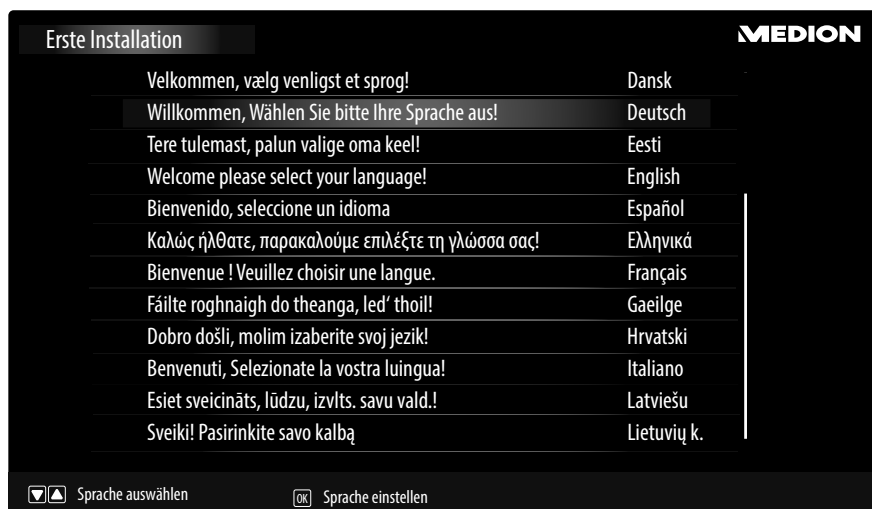 Erste Installation
MEDION
Velkommen, vælg venligst et sprog! Dansk
Willkommen, Wählen Sie bitte Ihre Sprache aus! Deutsch
Tere tulemast, palun valige oma keel! Eesti
Welcome please select your language! English
Bienvenido, seleccione un idioma Español
Καλώς ήλθατε, παρακαλούμε επιλέξτε τη γλώσσα σας! Ελληνικά
Bienvenue ! Veuillez choisir une langue. Français
Fáilte roghnaigh do theanga, led‘ thoil! Gaeilge
Dobro došli, molim izaberite svoj jezik! Hrvatski
Benvenuti, Selezionate la vostra luingua! Italiano
Esiet sveicināts, lūdzu, izvlts. savu vald.! Latviešu
Sveiki! Pasirinkite savo kalbą Lietuvių k.
Sprache auswählen OK Sprache einstellen